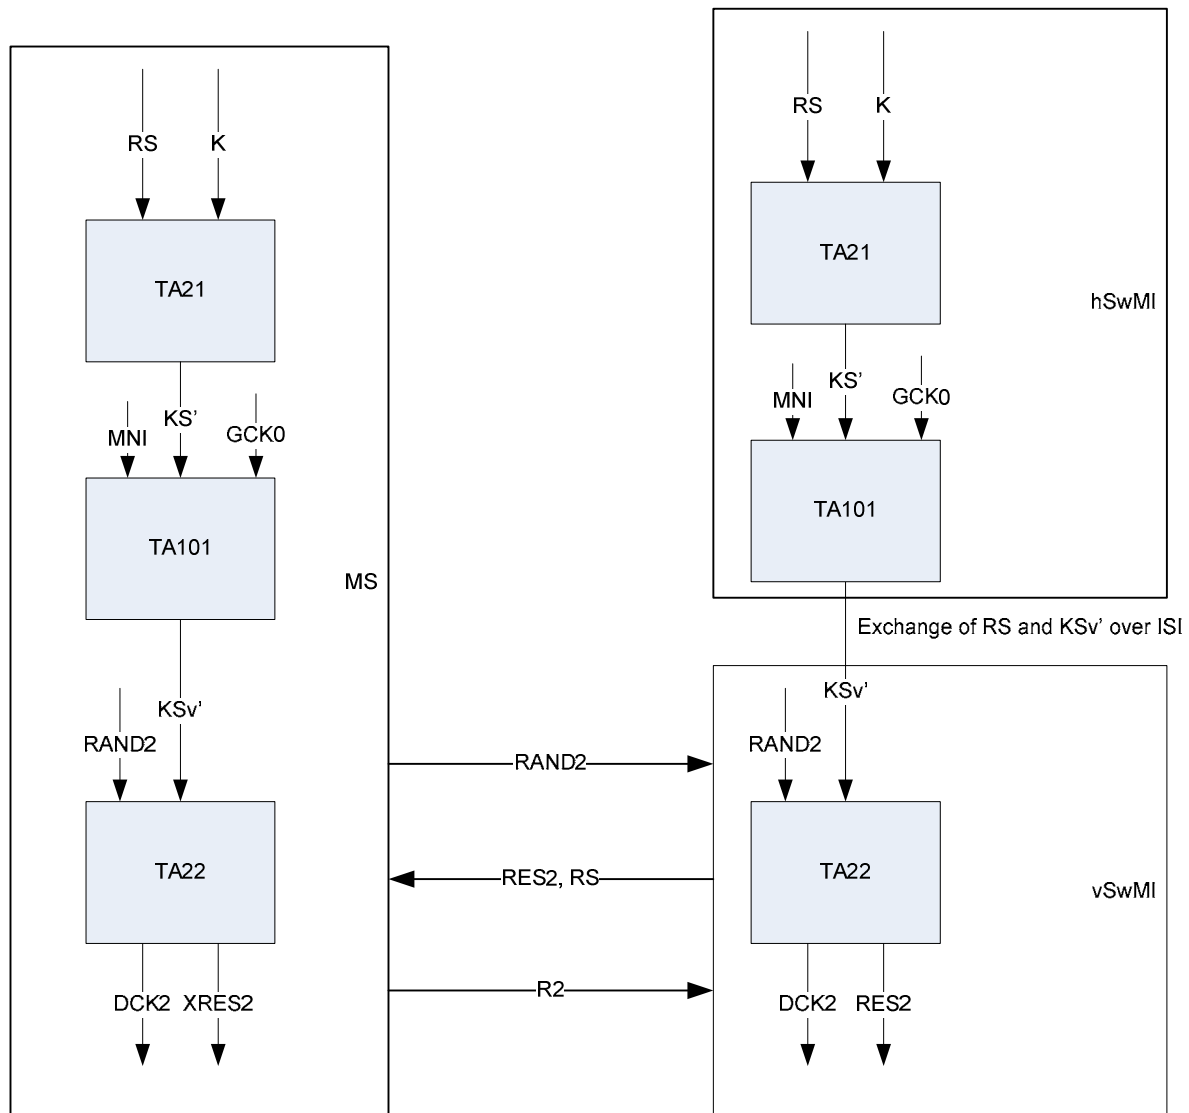 RS
K
TA21
MNI
KS'
GCK0
TA101
MS
KSv'
RAND2
TA22
DCK2
XRES2
RAND2
RES2, RS
R2
RS
K
TA21
hSwMI
MNI
KS'
GCK0
TA101
Exchange of RS and KSv' over ISI
KSv'
RAND2
TA22
vSwMI
DCK2
RES2